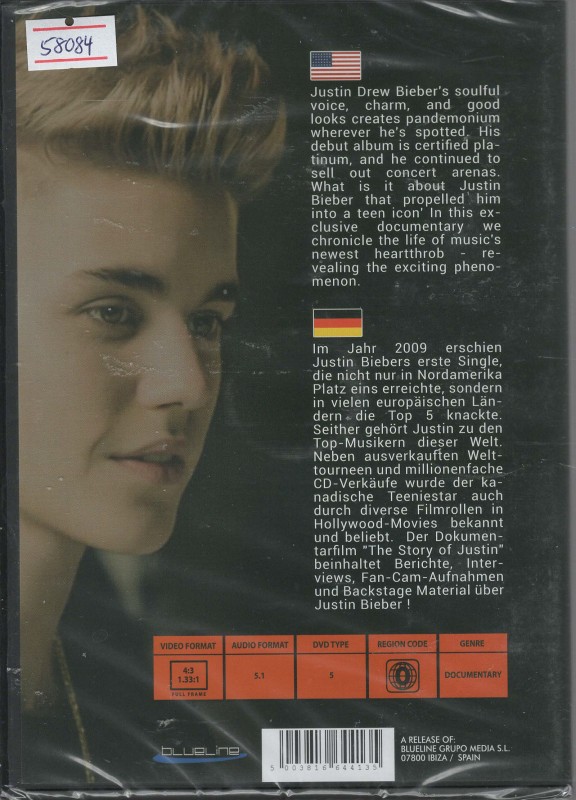 58084
Justin Drew Bieber's soulful
voice, charm, and good
looks creates pandemonium
wherever he's spotted. His
debut album is certified pla-
tinum, and he continued to
sell out concert arenas.
What is it about Justin
Bieber that propelled him
into a teen icon' In this ex-
clusive documentary we
chronicle the life of music's
newest heartthrob - re-
vealing the exciting pheno-
menon.
Im Jahr 2009 erschien
Justin Biebers erste Single,
die nicht nur in Nordamerika
Platz eins erreichte, sondern
in vielen europäischen Län-
dern die Top 5 knackte.
Seither gehört Justin zu den
Top-Musikern dieser Welt.
Neben ausverkauften Welt-
tourneen und millionenfache
CD-Verkäufe wurde der ka-
nadische Teeniestar auch
durch diverse Filmrollen in
Hollywood-Movies bekannt
und beliebt. Der Dokumen-
tarfilm "The Story of Justin"
beinhaltet Berichte, Inter-
views, Fan-Cam-Aufnahmen
und Backstage Material über
Justin Bieber !
VIDEO FORMAT AUDIO FORMAT DVD TYPE REGION CODE GENRE
4:3
1.33:1
FULL FRAME
5.1
5
0
DOCUMENTARY
blueline
5 003816 644135
A RELEASE OF:
BLUELINE GRUPO MEDIA S.L.
07800 IBIZA / SPAIN